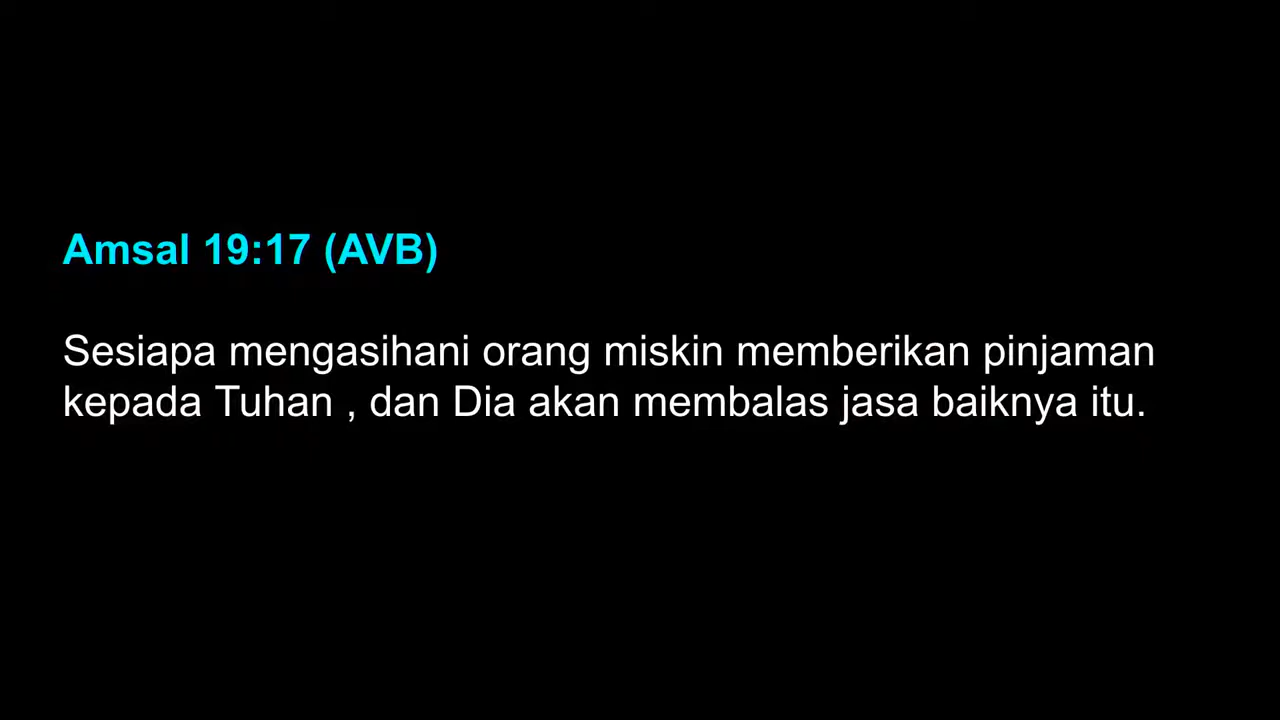 Amsal 19:17 (AVB)
Sesiapa mengasihani orang miskin memberikan pinjaman
kepada Tuhan , dan Dia akan membalas jasa baiknya itu.